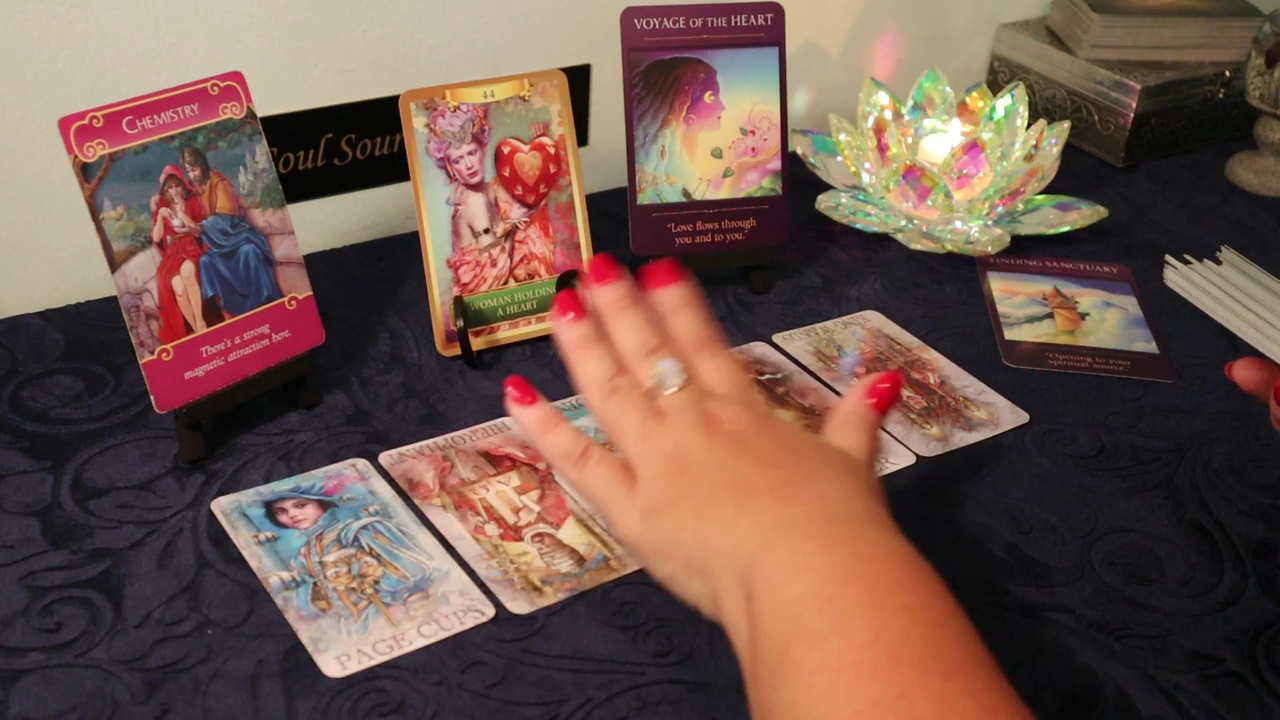 CHEMISTRY
There's a strong
magnetic attraction here.
Soul Sour
44
WOMAN HOLDING
A HEART
VOYAGE OF THE HEART
"Love flows through
you and to you."
FINDING SANCTUARY
"Opening to your
spiritual source."
HIEROPHANT
PAGE CUPS